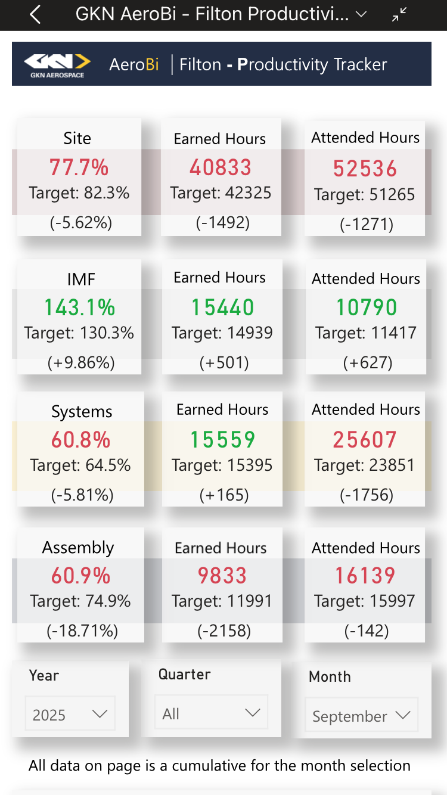 GKN AeroBi - Filton Productivi...
GKN AEROSPACE
AeroBi | Filton - Productivity Tracker
Site
77.7%
Target: 82.3%
(-5.62%)
Earned Hours
40833
Target: 42325
(-1492)
Attended Hours
52536
Target: 51265
(-1271)
IMF
143.1%
Target: 130.3%
(+9.86%)
Earned Hours
15440
Target: 14939
(+501)
Attended Hours
10790
Target: 11417
(+627)
Systems
60.8%
Target: 64.5%
(-5.81%)
Earned Hours
15559
Target: 15395
(+165)
Attended Hours
25607
Target: 23851
(-1756)
Assembly
60.9%
Target: 74.9%
(-18.71%)
Earned Hours
9833
Target: 11991
(-2158)
Attended Hours
16139
Target: 15997
(-142)
Year
2025
Quarter
All
Month
September
All data on page is a cumulative for the month selection